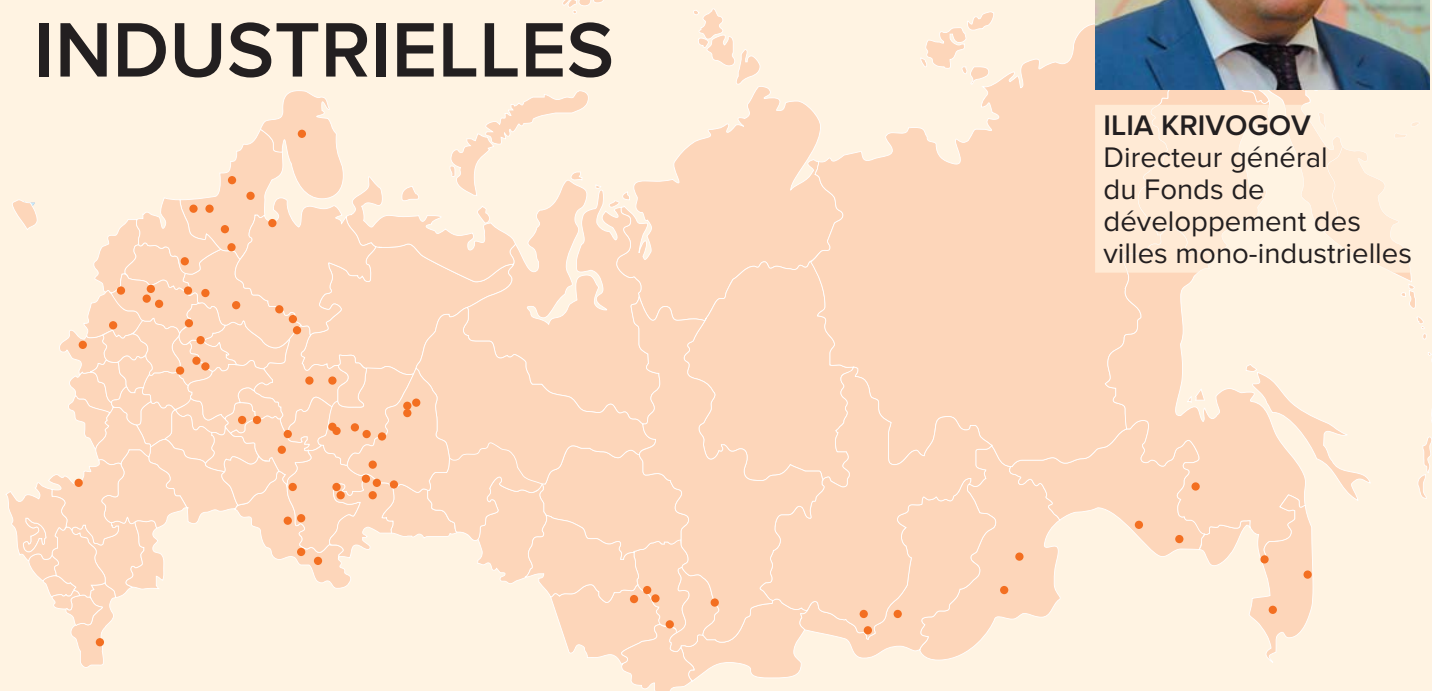 INDUSTRIELLES
ILIA KRIVOGOV
Directeur général
du Fonds de
développement des
villes mono-industrielles